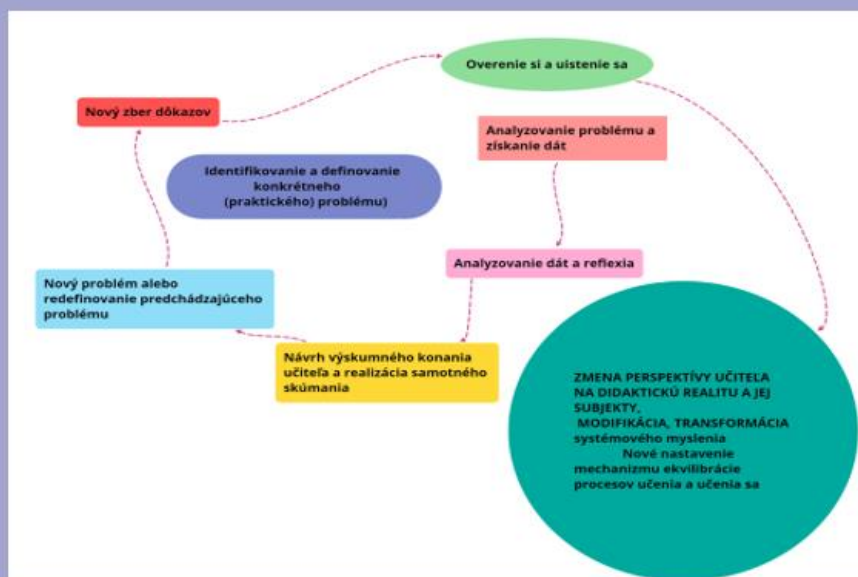 Overenie si a uistenie sa
Nový zber dôkazov
Analyzovanie problému a
získanie dát
Identifikovanie a definovanie
konkrétneho
(praktického) problému)
Analyzovanie dát a reflexia
Nový problém alebo
redefinovanie predchádzajúceho
problému
Návrh výskumného konania
učiteľa a realizácia samotného
skúmania
ZMENA PERSPEKTÍVY UČITEĽA
NA DIDAKTICKÚ REALITU A JEJ
SUBJEKTY,
MODIFIKÁCIA, TRANSFORMÁCIA
systémového myslenia
Nové nastavenie
mechanizmu ekvilibrácie
procesov učenia a učenia sa